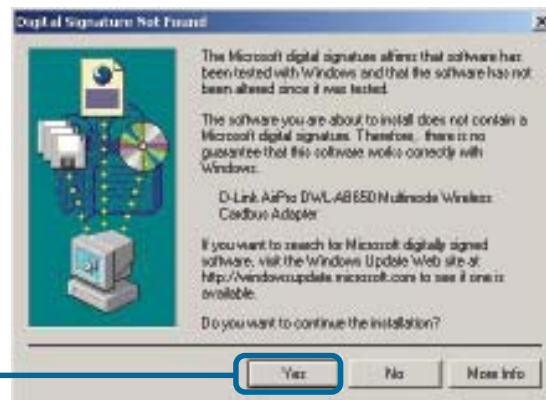 Digital Signature Not Found
The Microsoft digital signature affirms that software has
been tested with Windows and that the software has not
been altered since it was tested.
The software you are about to install does not contain a
Microsoft digital signature. Therefore, there is no
guarantee that this software works correctly with
Windows.
D-Link AirPro DWL-AB650 Multimode Wireless
Cardbus Adapter
If you want to search for Microsoft digitally signed
software, visit the Windows Update Web site at
http://windowsupdate.microsoft.com to see if one is
available.
Do you want to continue the installation?
Yes No More Info